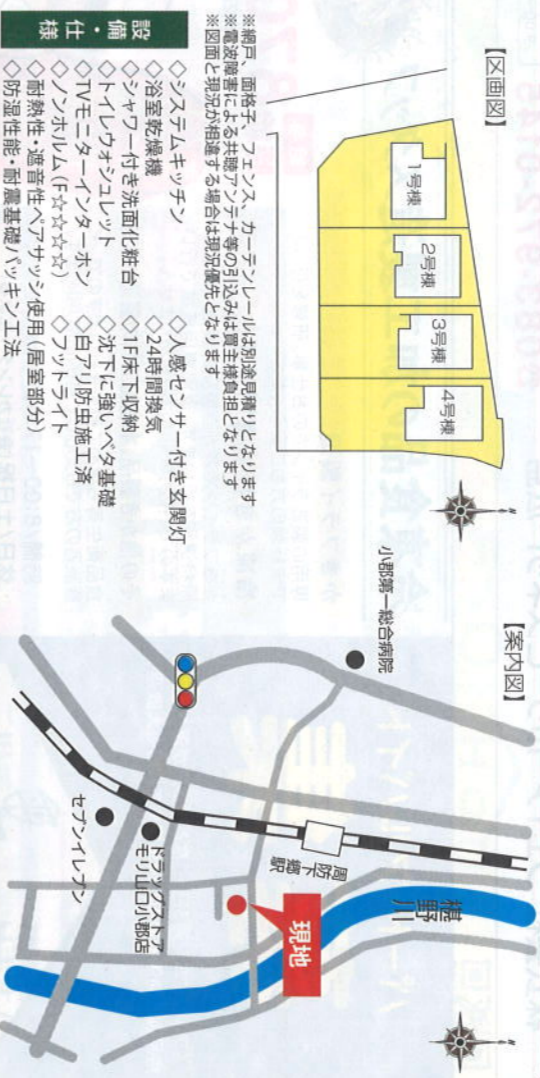 【区画図】
1号棟
2号棟
3号棟
4号棟
※網戸、面格子、フェンス、カーテンレールは別途見積りとなります
※電波障害による共聴アンテナ等の引込みは買主様負担となります
※図面と現況が相違する場合は現況優先となります
設備・仕様
◇システムキッチン
◇浴室乾燥機
◇シャワー付き洗面化粧台
◇トイレウォシュレット
◇TVモニターインターホン
◇ノンホルム(F☆☆☆☆)
◇耐熱性・遮音性ペアサッシ使用(居室部分)
◇防湿性能・耐震基礎パッキン工法
◇人感センサー付き玄関灯
◇24時間換気
◇1F床下収納
◇沈下に強いベタ基礎
◇白アリ防虫施工済
◇フットライト
【案内図】
小郡第一総合病院
周防下郷駅
椹野川
現地
ドラッグストア
モリ山口小郡店
セブンイレブン